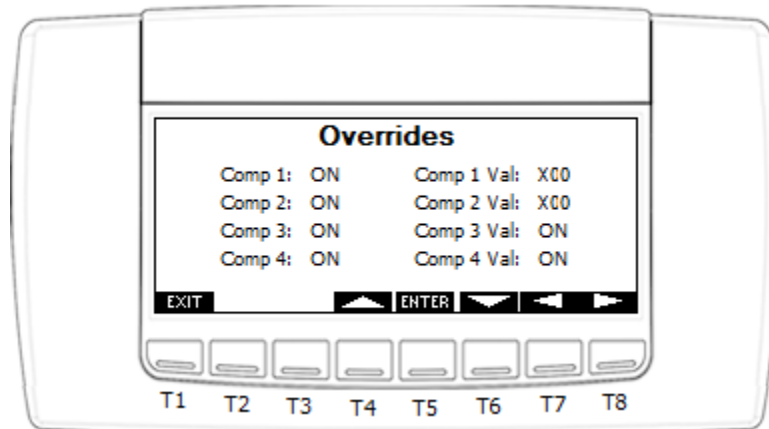 Overrides
Comp 1: ON Comp 1 Val: X00
Comp 2: ON Comp 2 Val: X00
Comp 3: ON Comp 3 Val: ON
Comp 4: ON Comp 4 Val: ON
EXIT ENTER
T1 T2 T3 T4 T5 T6 T7 T8